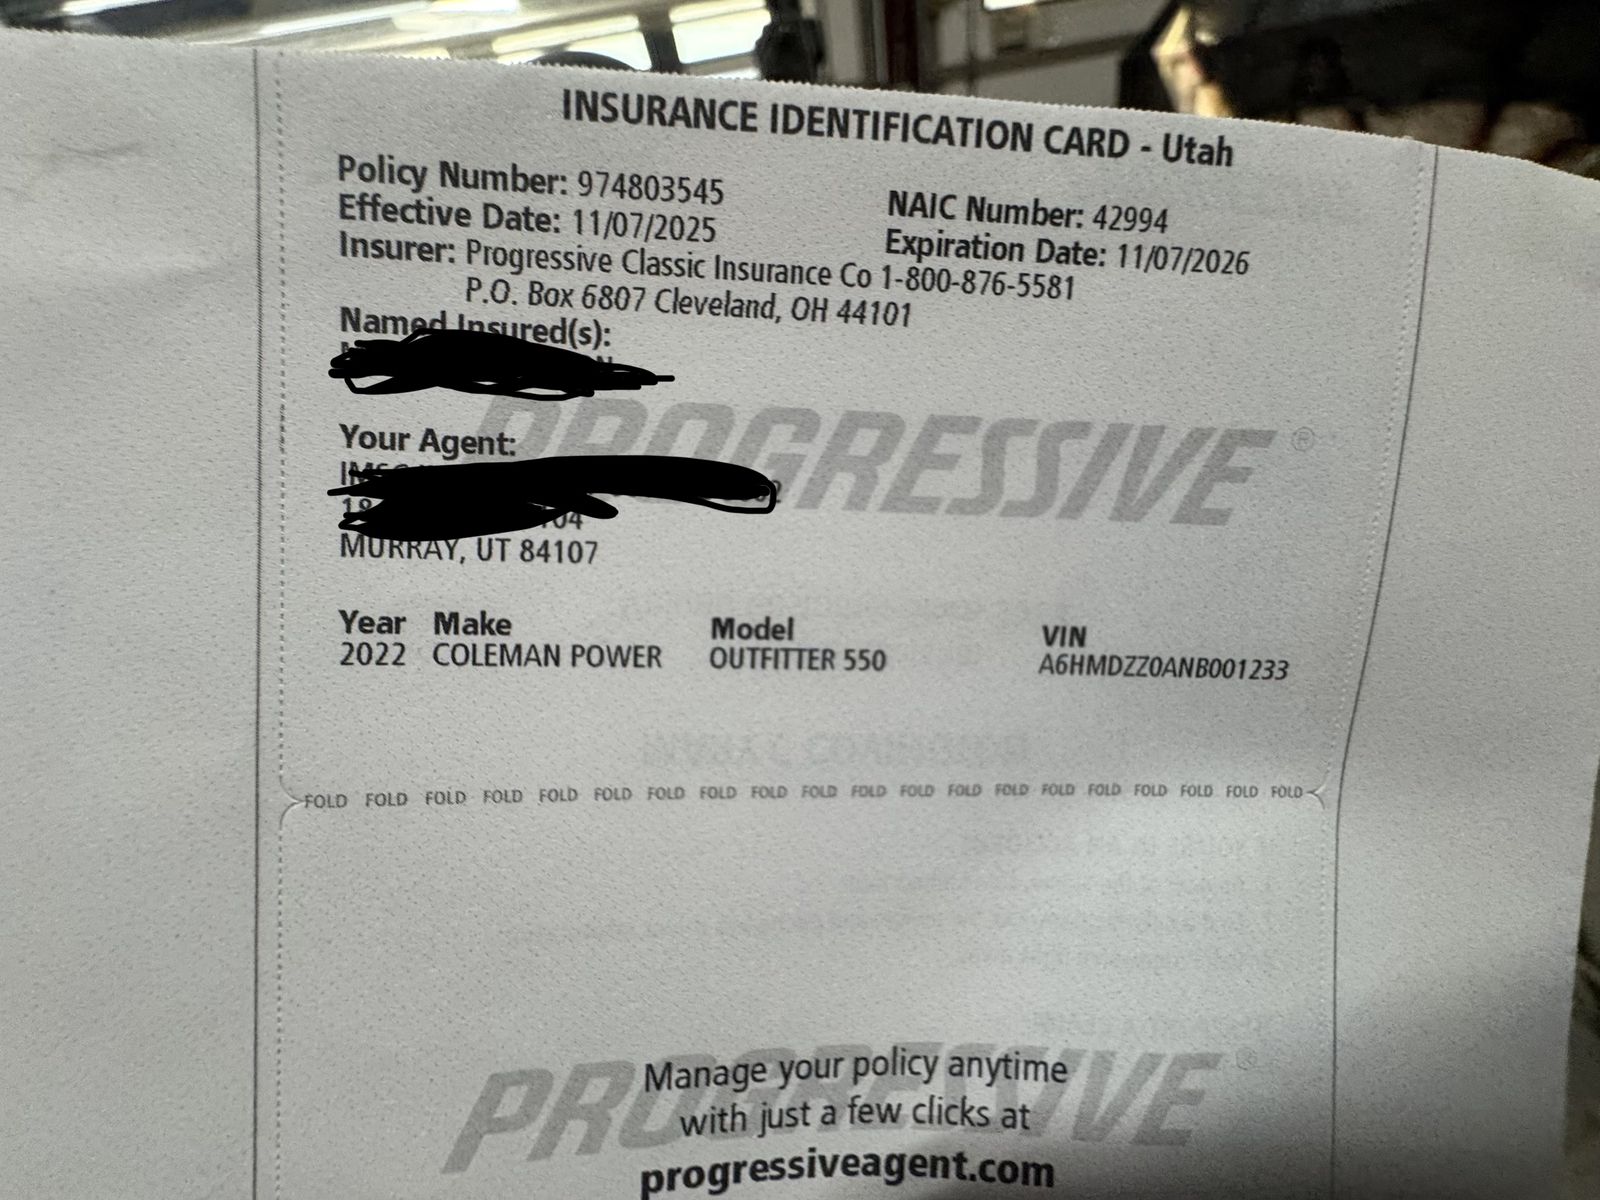 INSURANCE IDENTIFICATION CARD - Utah
Policy Number: 974803545
NAIC Number: 42994
Effective Date: 11/07/2025
Expiration Date: 11/07/2026
Insurer: Progressive Classic Insurance Co 1-800-876-5581
P.O. Box 6807 Cleveland, OH 44101
Named Insured(s):
PROGRESSIVE®
Your Agent:
MURRAY, UT 84107
Year Make Model VIN
2022 COLEMAN POWER OUTFITTER 550 A6HMDZZ0ANB001233
FOLD FOLD FOLD FOLD FOLD FOLD FOLD FOLD FOLD FOLD FOLD FOLD FOLD FOLD FOLD FOLD FOLD FOLD FOLD
PROGRESSIVE®
Manage your policy anytime
with just a few clicks at
progressiveagent.com